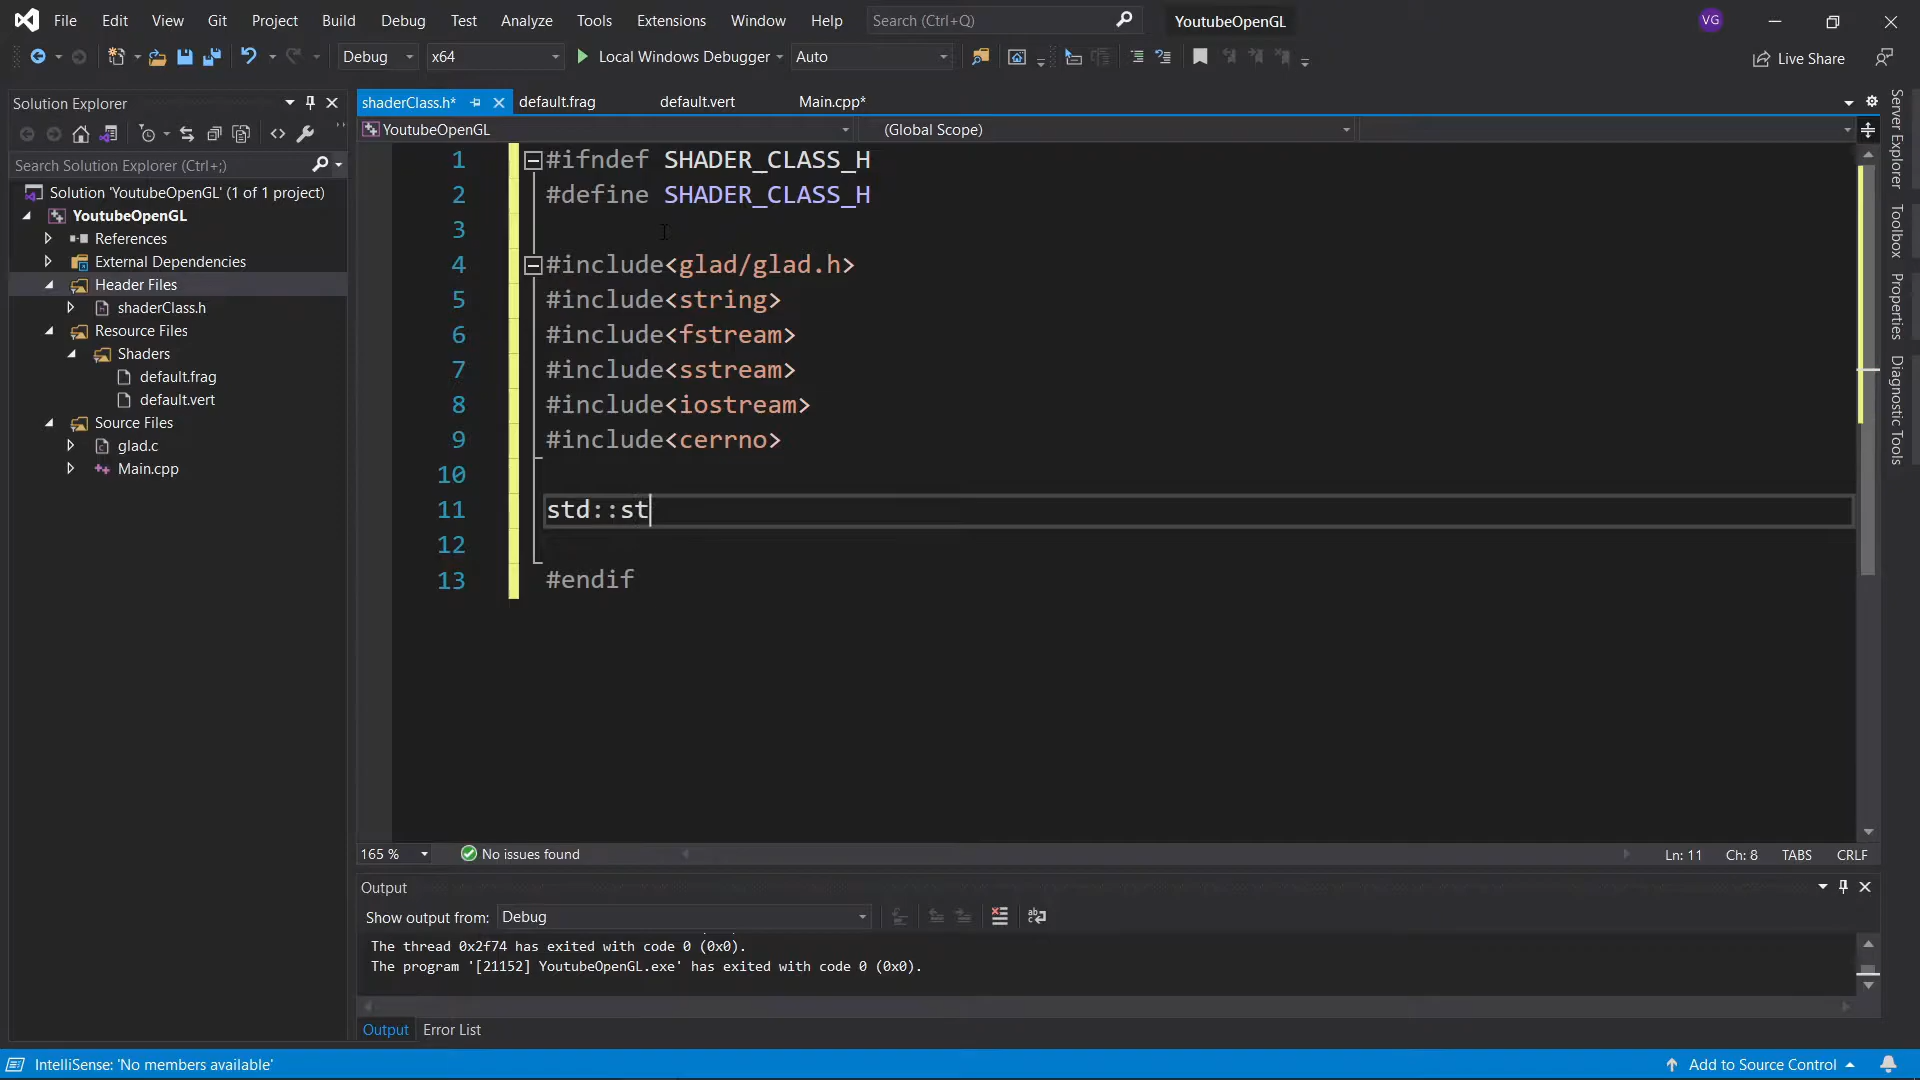 File Edit View Git Project Build Debug Test Analyze Tools Extensions Window Help Search (Ctrl+Q) YoutubeOpenGL VG
Debug x64 Local Windows Debugger Auto Live Share
Solution Explorer
Search Solution Explorer (Ctrl+;)
Solution 'YoutubeOpenGL' (1 of 1 project)
YoutubeOpenGL
References
External Dependencies
Header Files
shaderClass.h
Resource Files
Shaders
default.frag
default.vert
Source Files
glad.c
Main.cpp
shaderClass.h* default.frag default.vert Main.cpp*
YoutubeOpenGL (Global Scope)
1 #ifndef SHADER_CLASS_H
2 #define SHADER_CLASS_H
3
4 #include<glad/glad.h>
5 #include<string>
6 #include<fstream>
7 #include<sstream>
8 #include<iostream>
9 #include<cerrno>
10
11 std::st
12
13 #endif
165 % No issues found Ln: 11 Ch: 8 TABS CRLF
Output
Show output from: Debug
The thread 0x2f74 has exited with code 0 (0x0).
The program '[21152] YoutubeOpenGL.exe' has exited with code 0 (0x0).
Output Error List
IntelliSense: 'No members available' Add to Source Control
Server Explorer
Toolbox
Properties
Diagnostic Tools